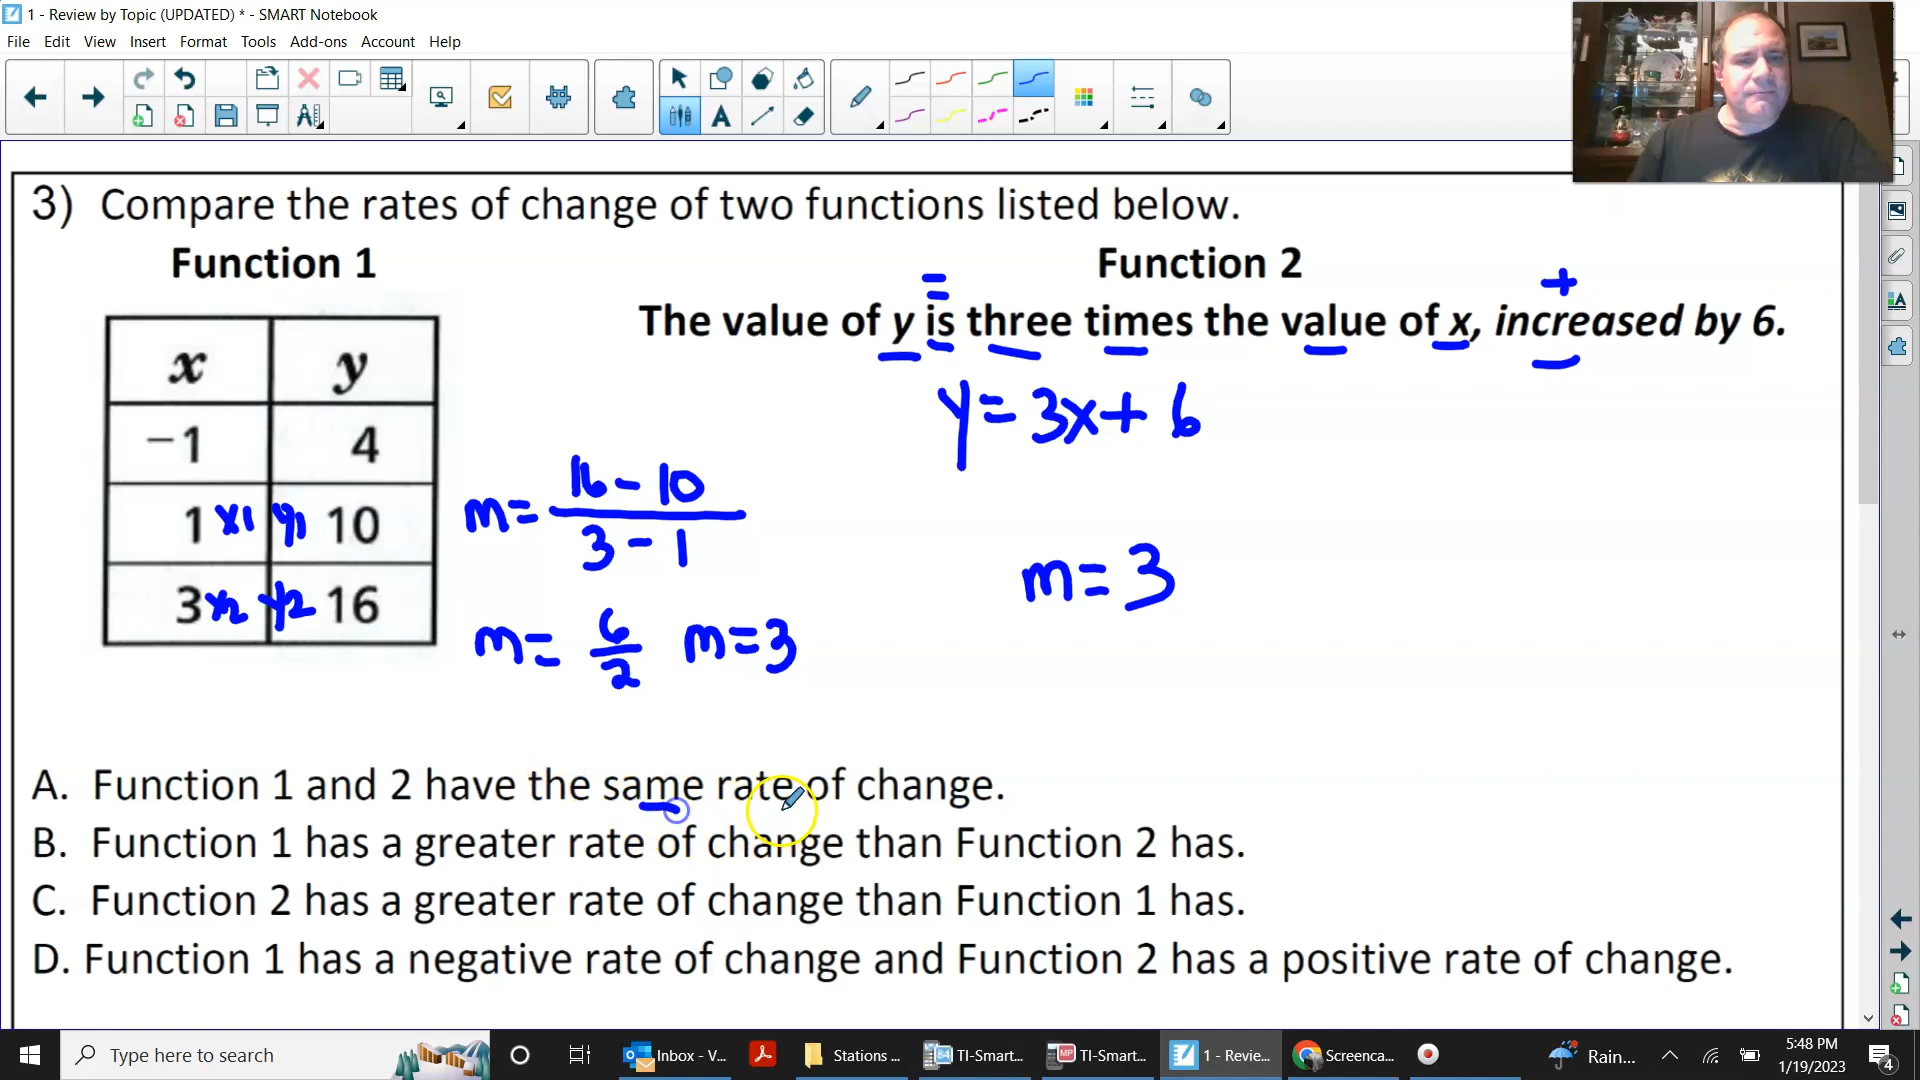 1 - Review by Topic (UPDATED) * - SMART Notebook
File Edit View Insert Format Tools Add-ons Account Help
3) Compare the rates of change of two functions listed below.
Function 1
Function 2
=
+
The value of y is three times the value of x, increased by 6.
x y
-1 4
1 x1 y1 10
3 x2 y2 16
y = 3x + 6
m = 16 - 10
3 - 1
m = 3
m = 6 m = 3
2
A. Function 1 and 2 have the same rate of change.
B. Function 1 has a greater rate of change than Function 2 has.
C. Function 2 has a greater rate of change than Function 1 has.
D. Function 1 has a negative rate of change and Function 2 has a positive rate of change.
Type here to search
Inbox - V...
Stations ...
TI-Smart...
TI-Smart...
1 - Revie...
Screenca...
Rain...
5:48 PM
1/19/2023
4